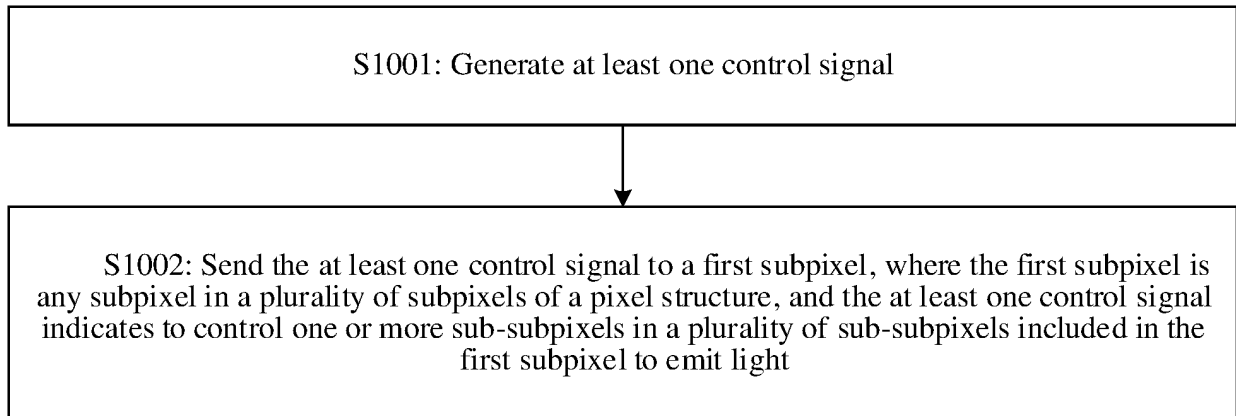 S1001: Generate at least one control signal
S1002: Send the at least one control signal to a first subpixel, where the first subpixel is
any subpixel in a plurality of subpixels of a pixel structure, and the at least one control signal
indicates to control one or more sub-subpixels in a plurality of sub-subpixels included in the
first subpixel to emit light